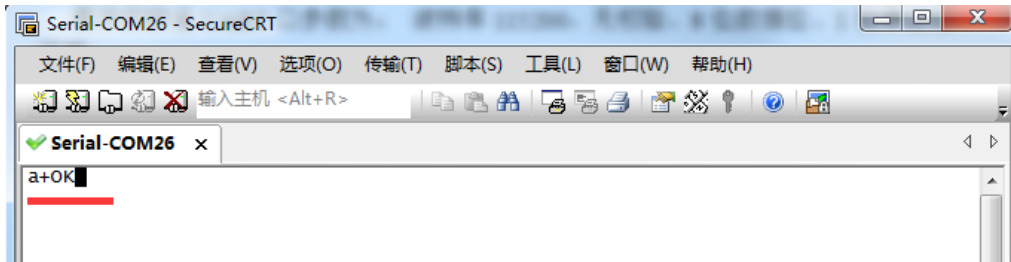 Serial-COM26 - SecureCRT
文件(F) 编辑(E) 查看(V) 选项(O) 传输(T) 脚本(S) 工具(L) 窗口(W) 帮助(H)
输入主机 <Alt+R>
Serial-COM26
a+OK